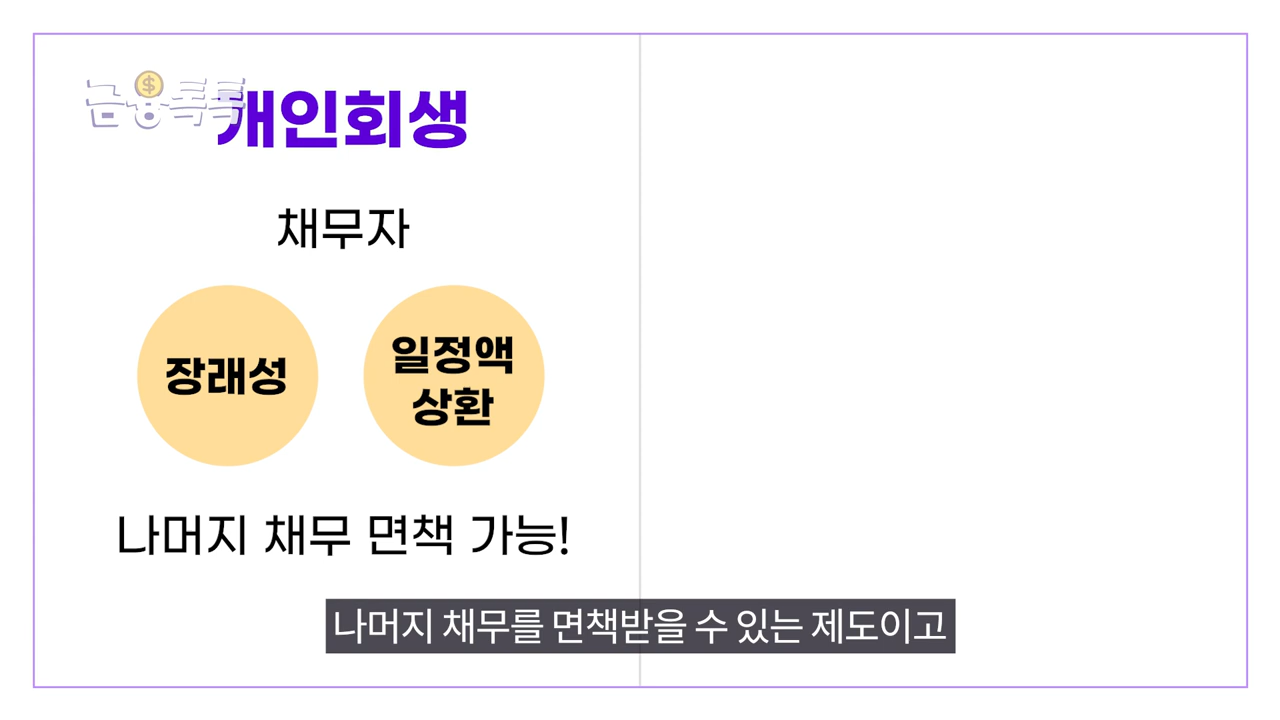 금융톡톡
개인회생
채무자
장래성
일정액
상환
나머지 채무 면책 가능!
나머지 채무를 면책받을 수 있는 제도이고